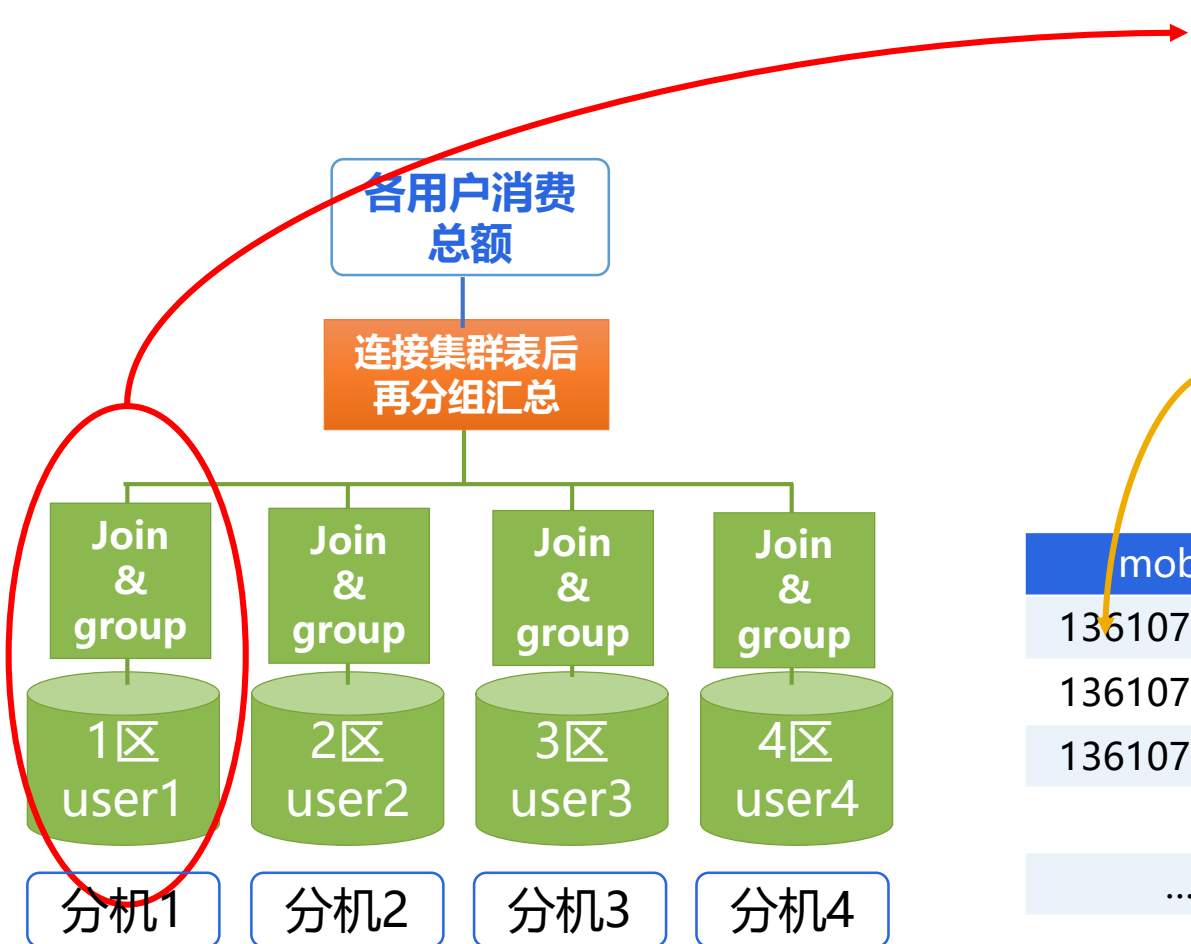 各用户消费
总额
连接集群表后
再分组汇总
Join
&
group
Join
&
group
Join
&
group
Join
&
group
1区
user1
2区
user2
3区
user3
4区
user4
分机1
分机2
分机3
分机4
mob
136107
136107
136107
...